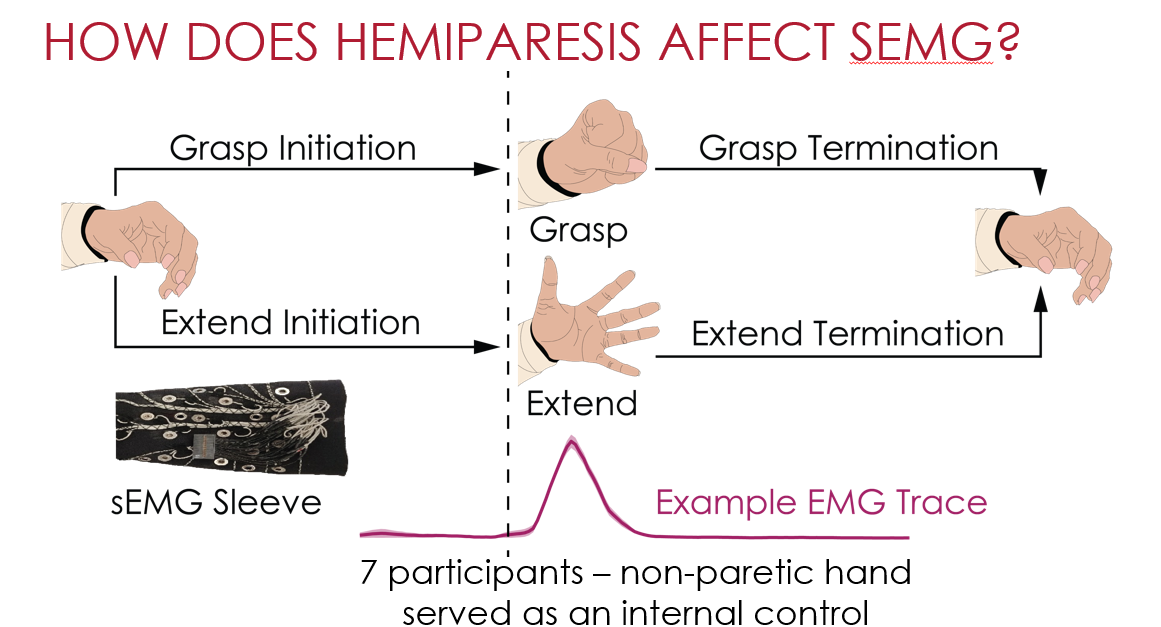 HOW DOES HEMIPARESIS AFFECT SEMG?
Grasp Initiation
Grasp Termination
Grasp
Extend Initiation
Extend Termination
Extend
sEMG Sleeve
Example EMG Trace
7 participants – non-paretic hand
served as an internal control